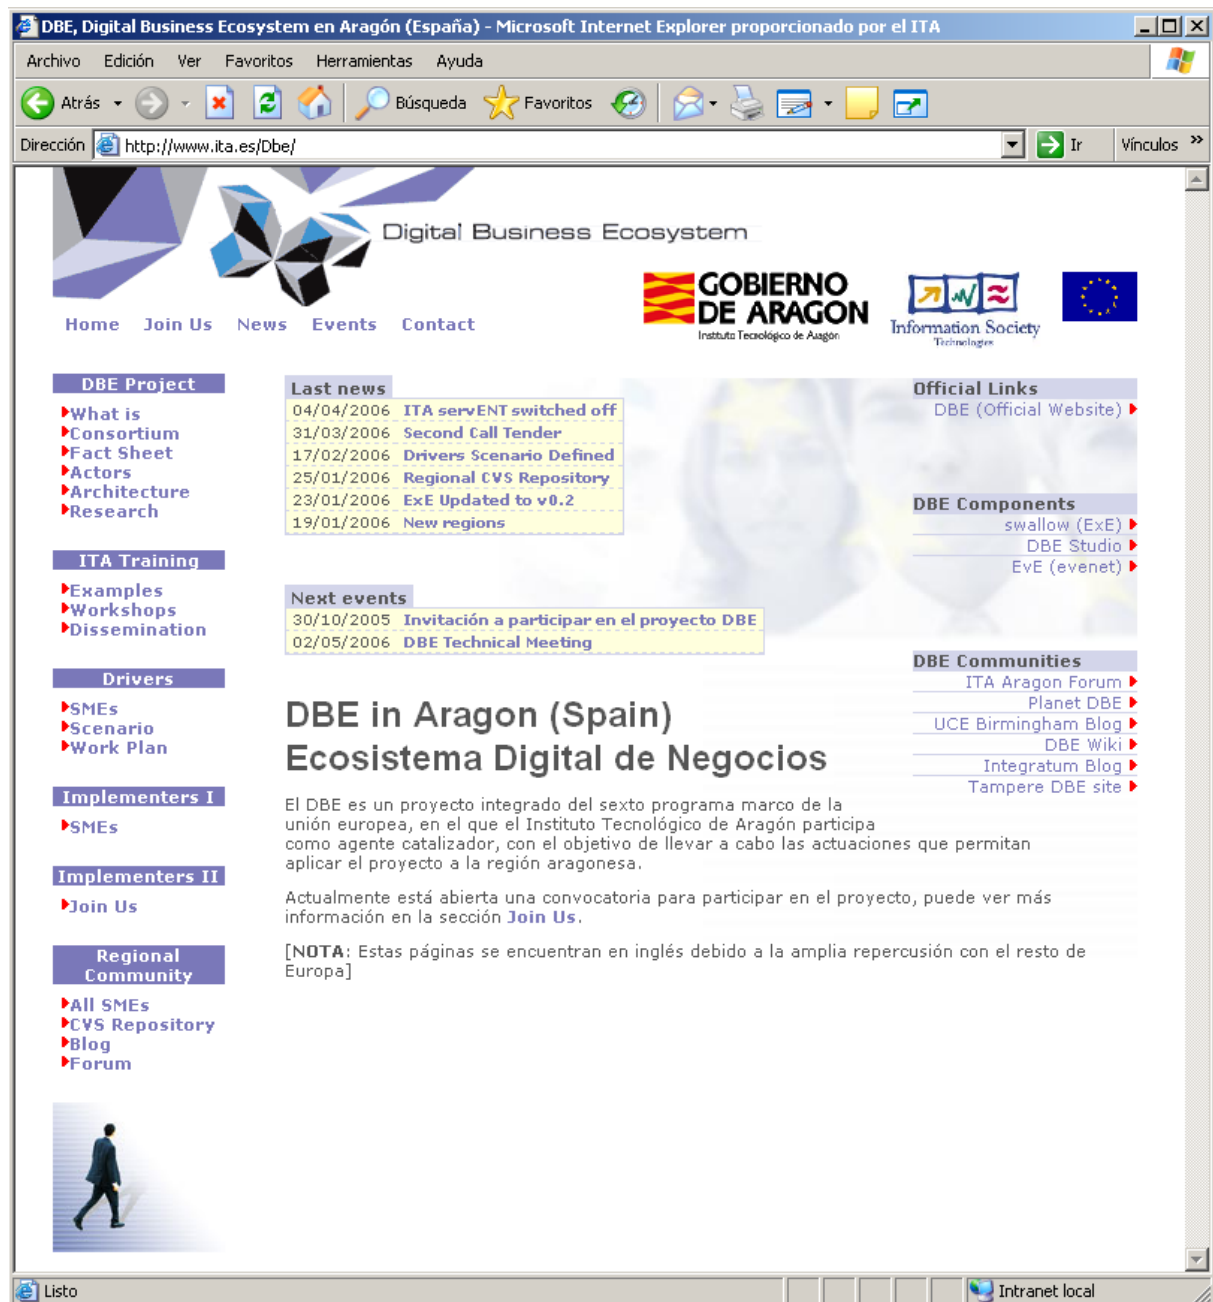 DBE, Digital Business Ecosystem en Aragón (España) - Microsoft Internet Explorer proporcionado por el ITA
Archivo Edición Ver Favoritos Herramientas Ayuda
Atrás Búsqueda Favoritos
Dirección http://www.ita.es/Dbe/ Ir Vínculos »
Digital Business Ecosystem
GOBIERNO
DE ARAGON
Instituto Tecnológico de Aragón
Information Society
Technologies
Home Join Us News Events Contact
DBE Project
What is
Consortium
Fact Sheet
Actors
Architecture
Research
ITA Training
Examples
Workshops
Dissemination
Drivers
SMEs
Scenario
Work Plan
Implementers I
SMEs
Implementers II
Join Us
Regional
Community
All SMEs
CVS Repository
Blog
Forum
Last news
04/04/2006 ITA servENT switched off
31/03/2006 Second Call Tender
17/02/2006 Drivers Scenario Defined
25/01/2006 Regional CVS Repository
23/01/2006 ExE Updated to v0.2
19/01/2006 New regions
Next events
30/10/2005 Invitación a participar en el proyecto DBE
02/05/2006 DBE Technical Meeting
DBE in Aragon (Spain)
Ecosistema Digital de Negocios
El DBE es un proyecto integrado del sexto programa marco de la
unión europea, en el que el Instituto Tecnológico de Aragón participa
como agente catalizador, con el objetivo de llevar a cabo las actuaciones que permitan
aplicar el proyecto a la región aragonesa.
Actualmente está abierta una convocatoria para participar en el proyecto, puede ver más
información en la sección Join Us.
[NOTA: Estas páginas se encuentran en inglés debido a la amplia repercusión con el resto de
Europa]
Official Links
DBE (Official Website)
DBE Components
swallow (ExE)
DBE Studio
EvE (evenet)
DBE Communities
ITA Aragon Forum
Planet DBE
UCE Birmingham Blog
DBE Wiki
Integratum Blog
Tampere DBE site
Listo Intranet local